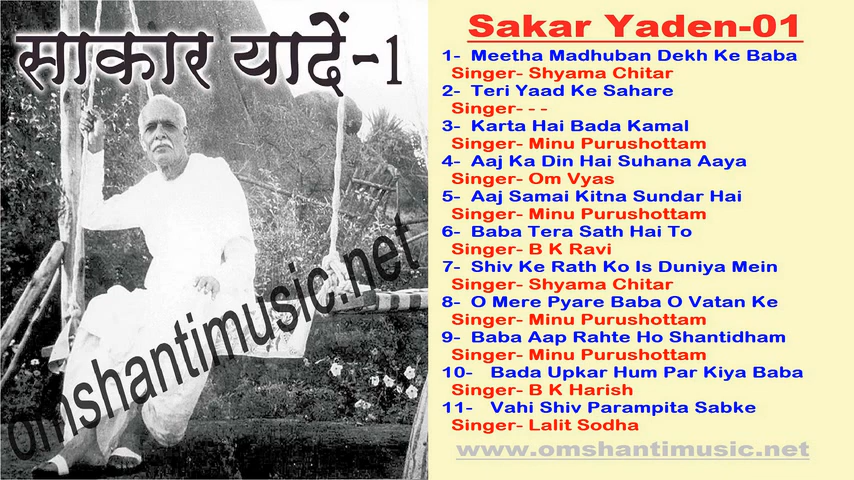 साकार यादें-1
omshantimusic.net
Sakar Yaden-01
1- Meetha Madhuban Dekh Ke Baba
Singer- Shyama Chitar
2- Teri Yaad Ke Sahare
Singer- - -
3- Karta Hai Bada Kamal
Singer- Minu Purushottam
4- Aaj Ka Din Hai Suhana Aaya
Singer- Om Vyas
5- Aaj Samai Kitna Sundar Hai
Singer- Minu Purushottam
6- Baba Tera Sath Hai To
Singer- B K Ravi
7- Shiv Ke Rath Ko Is Duniya Mein
Singer- Shyama Chitar
8- O Mere Pyare Baba O Vatan Ke
Singer- Minu Purushottam
9- Baba Aap Rahte Ho Shantidham
Singer- Minu Purushottam
10- Bada Upkar Hum Par Kiya Baba
Singer- B K Harish
11- Vahi Shiv Parampita Sabke
Singer- Lalit Sodha
www.omshantimusic.net